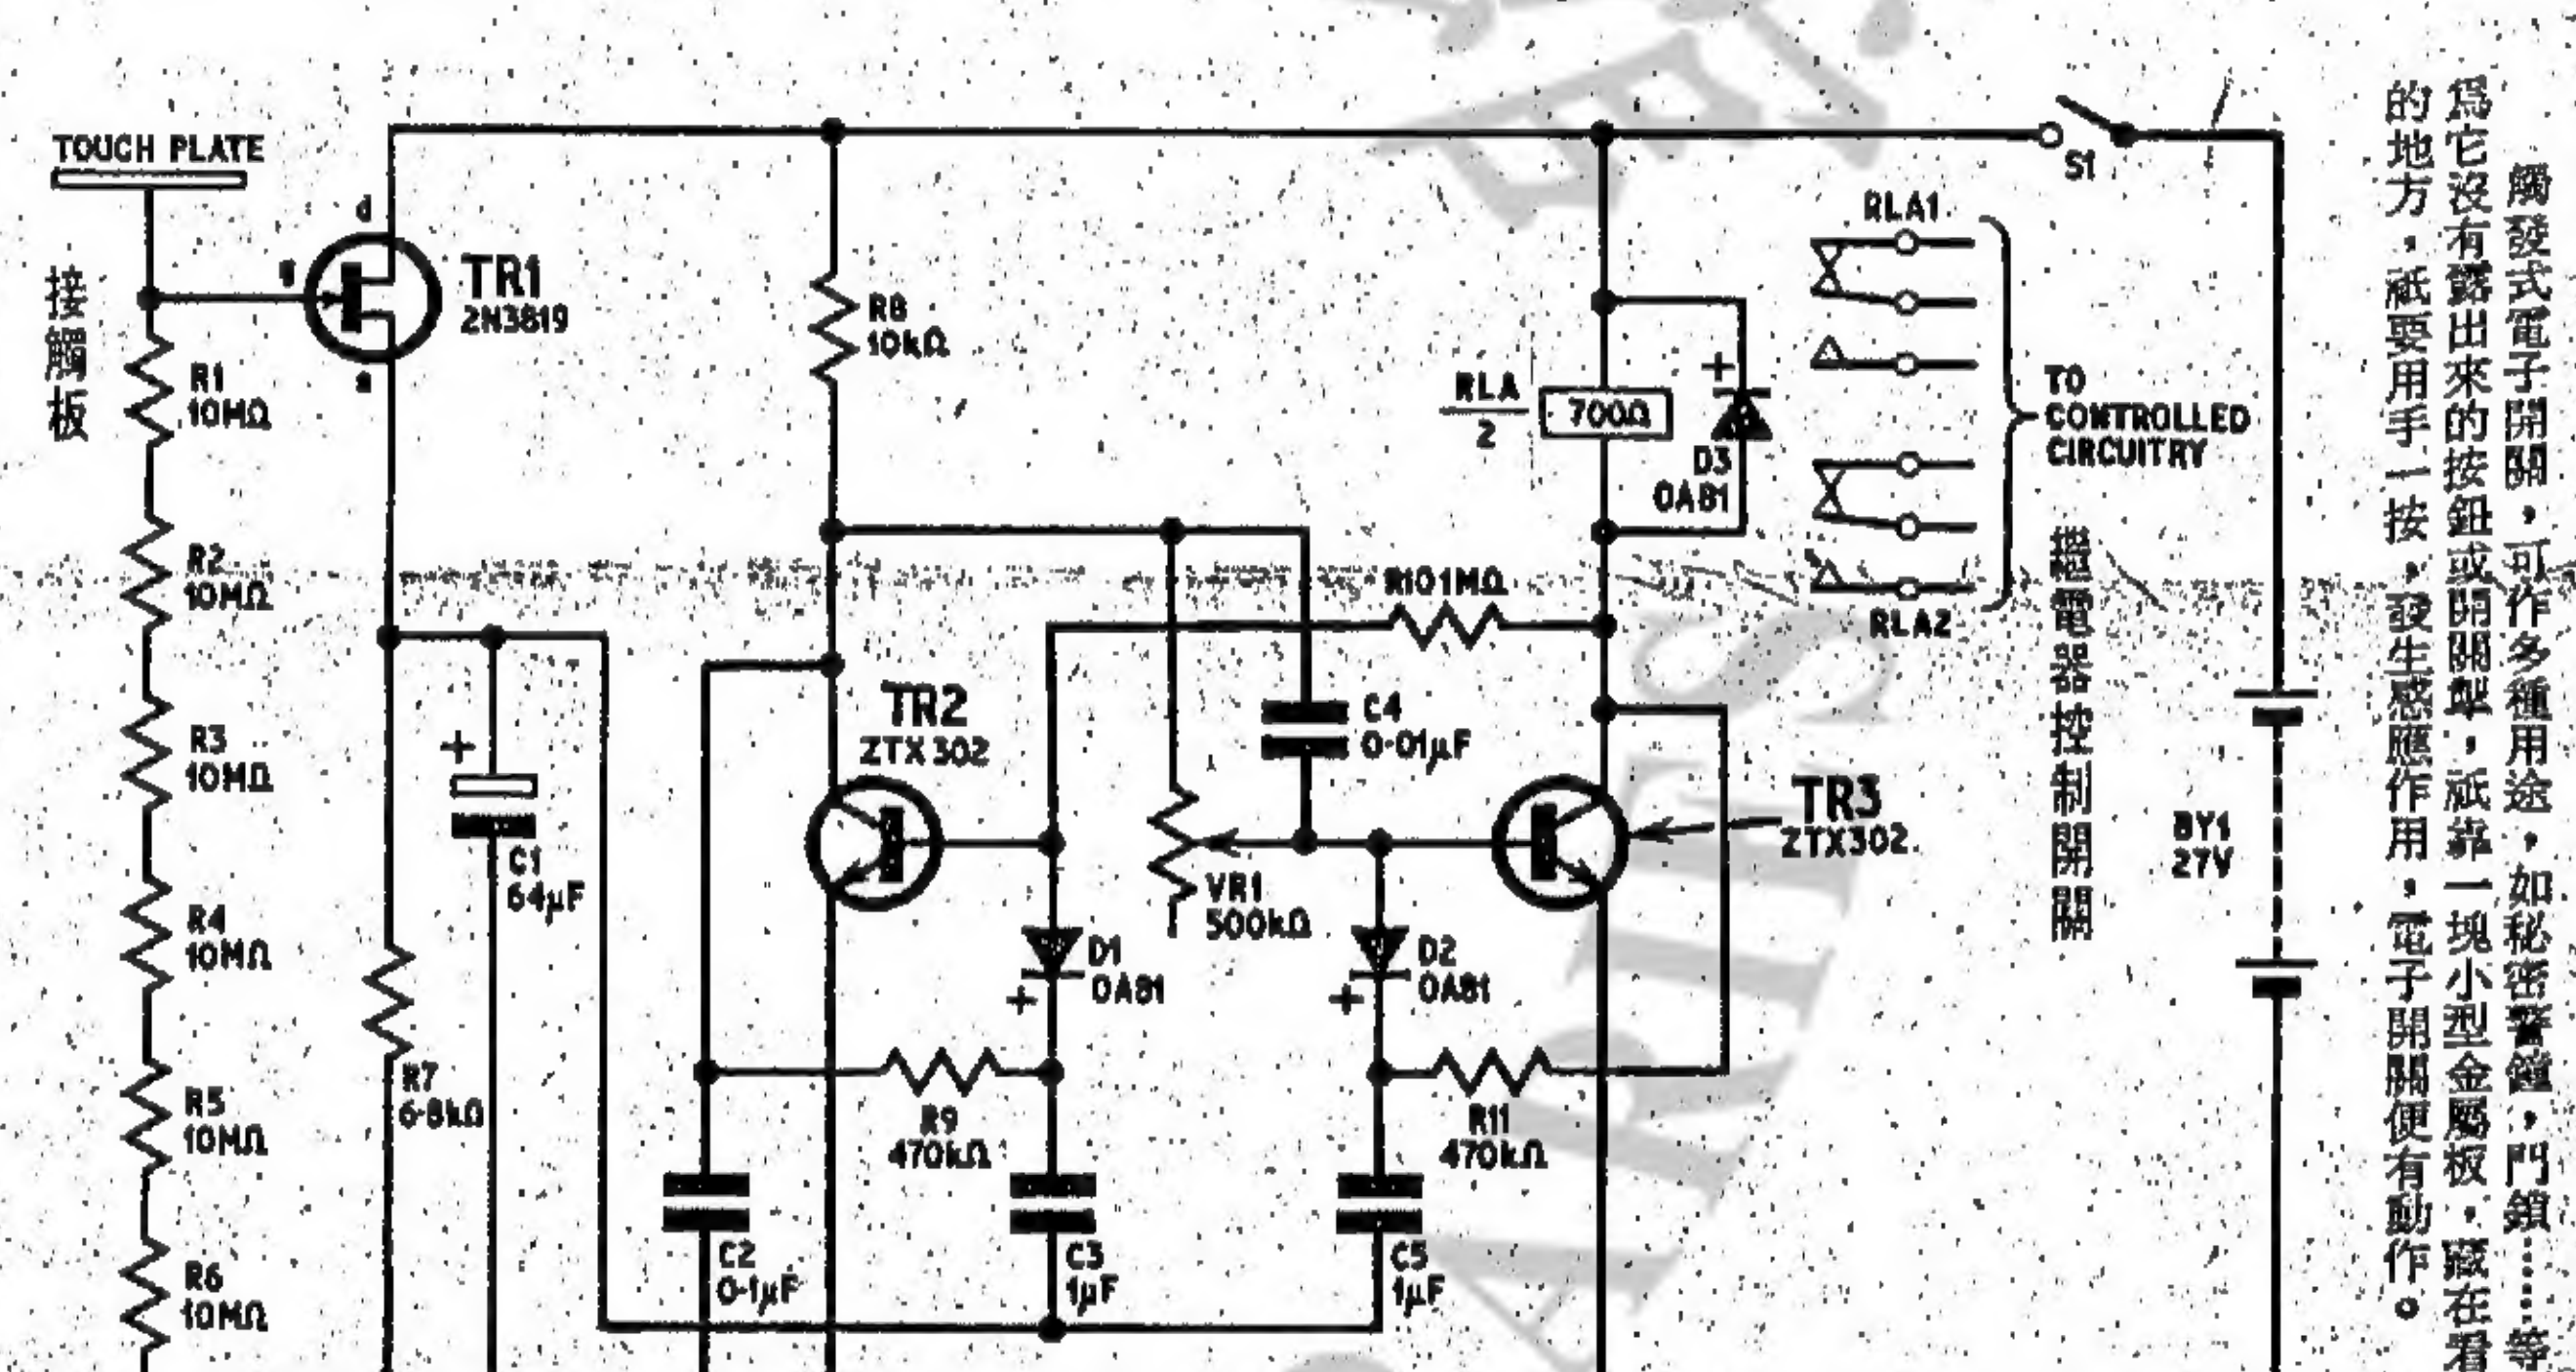 TOUCH PLATE
接觸板
d
g
s
TR1
2N3819
R1
10MΩ
R2
10MΩ
R3
10MΩ
R4
10MΩ
R5
10MΩ
R6
10MΩ
R7
6·8kΩ
+
C1
64μF
R8
10kΩ
TR2
ZTX302
R101MΩ
C4
0·01μF
VR1
500kΩ
D1
OA81
+
D2
OA81
+
R9
470kΩ
R11
470kΩ
C2
0·1μF
C3
1μF
C5
1μF
RLA
2
700Ω
+
D3
OA81
TR3
ZTX302
RLA1
RLA2
TO
CONTROLLED
CIRCUITRY
繼電器控制開關
S1
BY1
27V
觸發式電子開關,可作多種用途,如秘密警鐘,門鎖……等
爲它沒有露出來的按鈕或開關掣,祇靠一塊小型金屬板,藏在看
的地方,祇要用手一按,設生感應作用,電子開關便有動作。